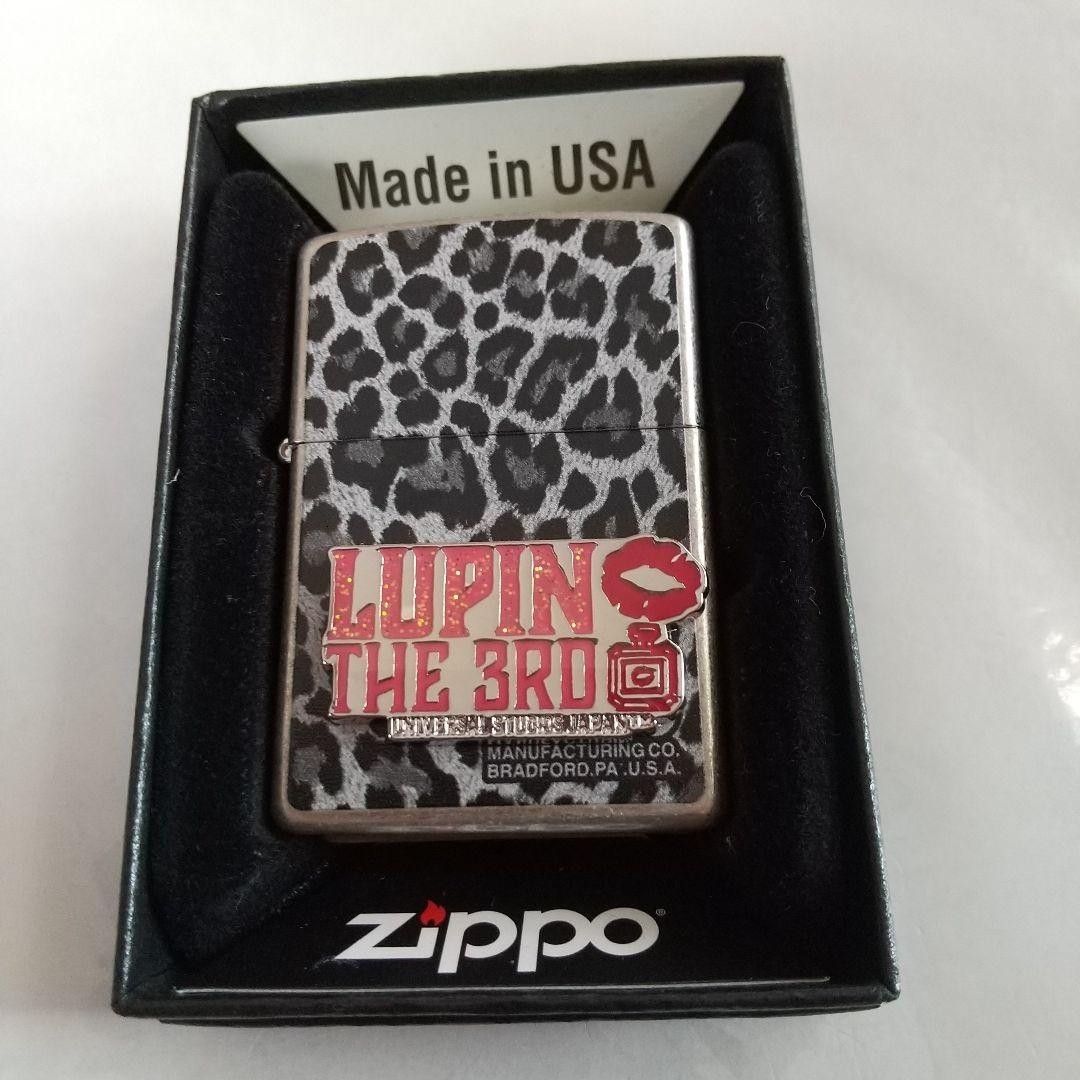 Made in USA
LUPIN
THE 3RD
UNIVERSAL STUDIOS JAPAN
MANUFACTURING CO.
BRADFORD.PA.U.S.A.
zippo®